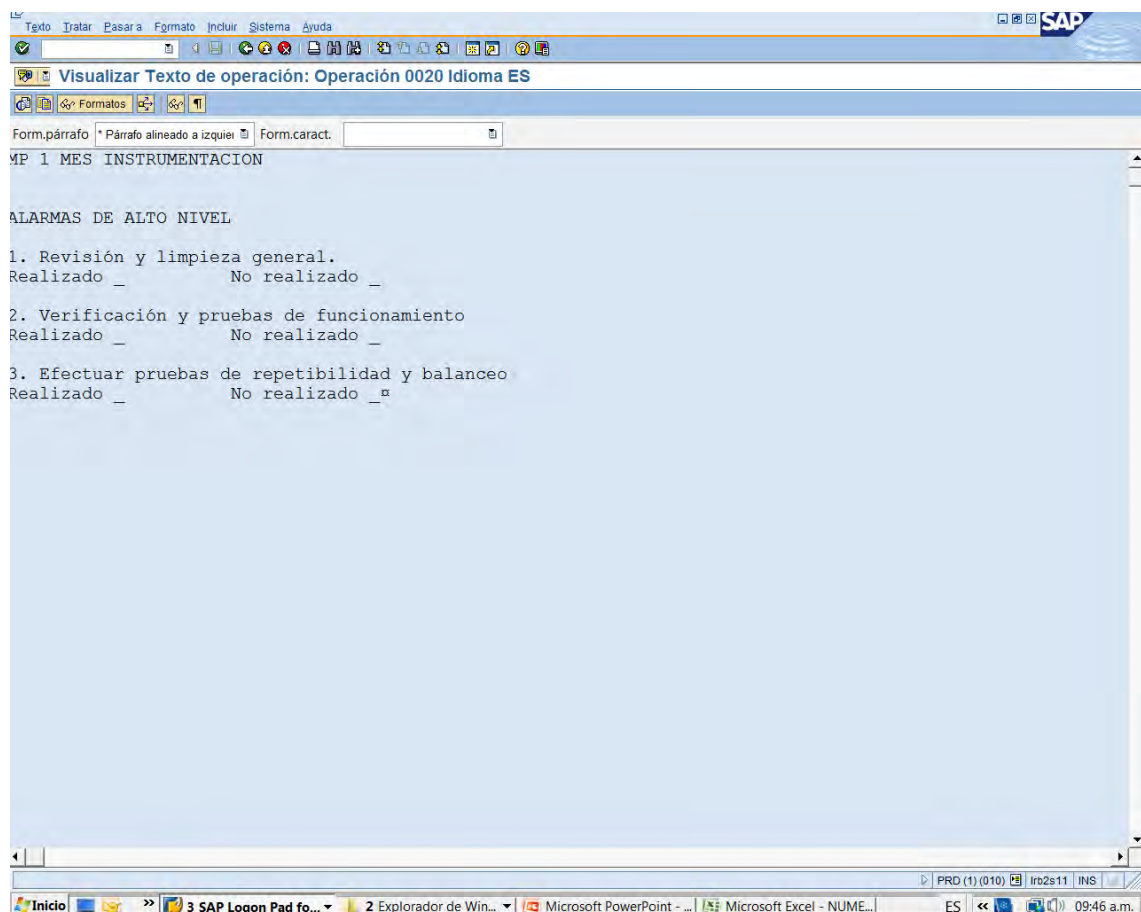 Texto Tratar Pasar a Formato Incluir Sistema Ayuda
SAP
Visualizar Texto de operación: Operación 0020 Idioma ES
Formatos
Form.párrafo * Párrafo alineado a izquier Form.caract.
MP 1 MES INSTRUMENTACION
ALARMAS DE ALTO NIVEL
1. Revisión y limpieza general.
Realizado _ No realizado _
2. Verificación y pruebas de funcionamiento
Realizado _ No realizado _
3. Efectuar pruebas de repetibilidad y balanceo
Realizado _ No realizado _¤
PRD (1) (010) lrb2s11 INS
Inicio » 3 SAP Logon Pad fo... 2 Explorador de Win... Microsoft PowerPoint - ... Microsoft Excel - NUME... ES « 09:46 a.m.